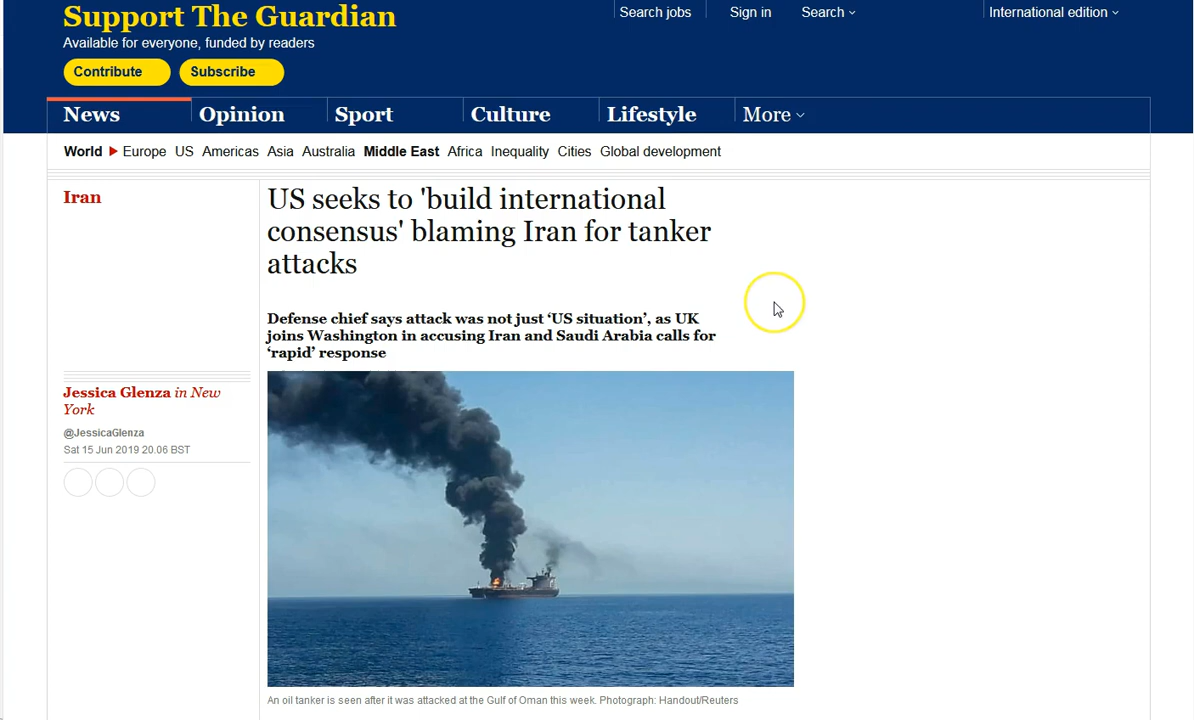 Support The Guardian
Available for everyone, funded by readers
Contribute
Subscribe
Search jobs
Sign in
Search
International edition
News
Opinion
Sport
Culture
Lifestyle
More
World
Europe
US
Americas
Asia
Australia
Middle East
Africa
Inequality
Cities
Global development
Iran
US seeks to 'build international
consensus' blaming Iran for tanker
attacks
Defense chief says attack was not just ‘US situation’, as UK
joins Washington in accusing Iran and Saudi Arabia calls for
‘rapid’ response
Jessica Glenza in New
York
@JessicaGlenza
Sat 15 Jun 2019 20.06 BST
An oil tanker is seen after it was attacked at the Gulf of Oman this week. Photograph: Handout/Reuters